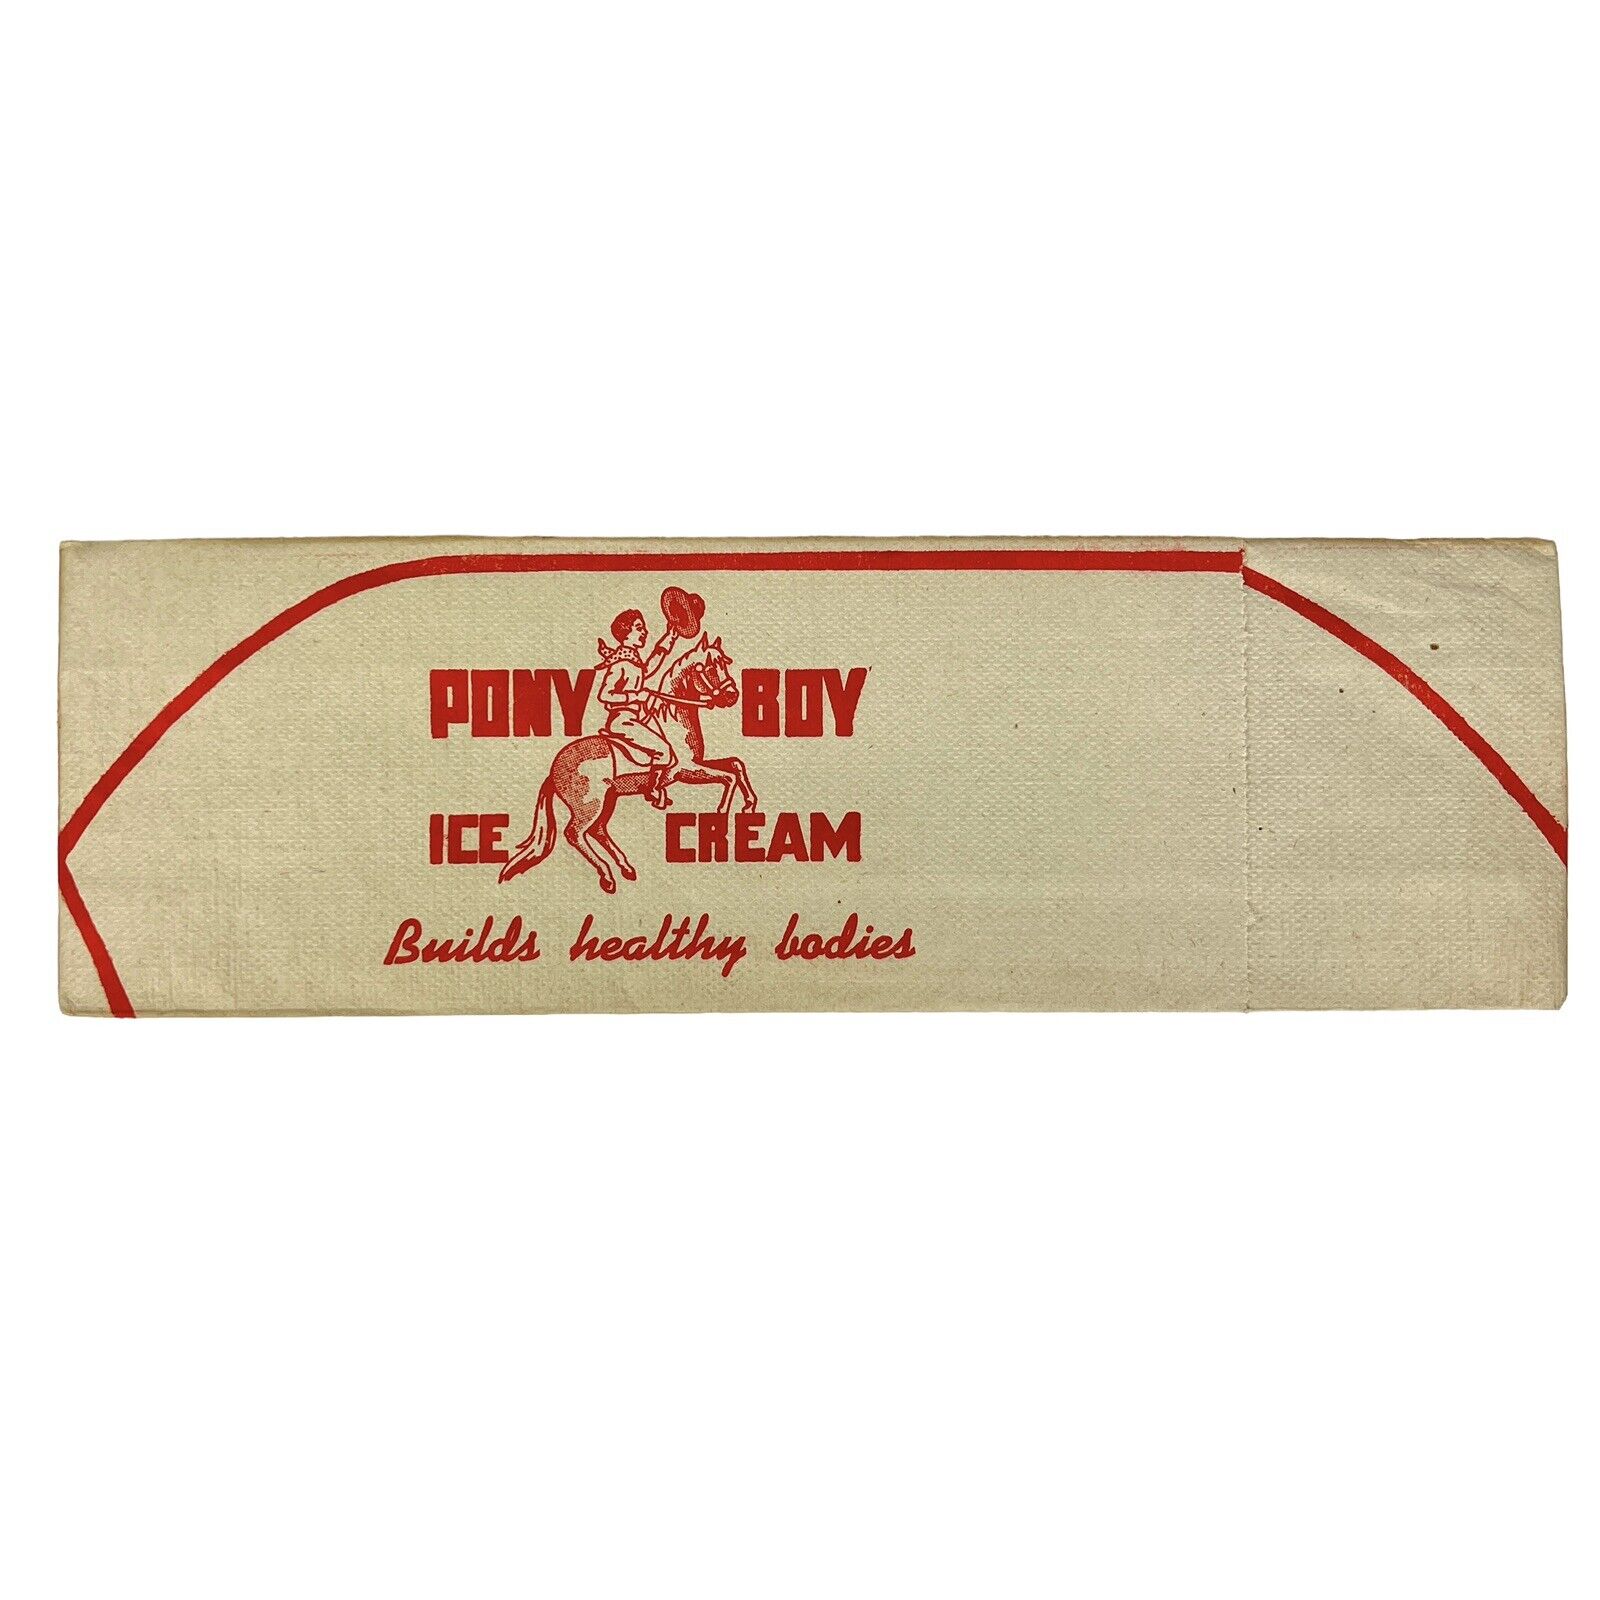 PONY BOY
ICE CREAM
Builds healthy bodies